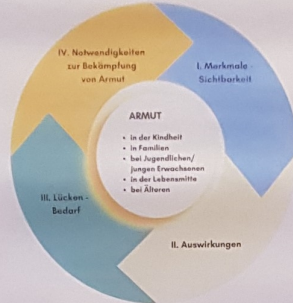 IV. Notwendigkeiten
zur Bekämpfung
von Armut
I. Merkmale -
Sichtbarkeit
ARMUT
• in der Kindheit
• in Familien
• bei Jugendlichen/
jungen Erwachsenen
• in der Lebensmitte
• bei Älteren
III. Lücken -
Bedarf
II. Auswirkungen